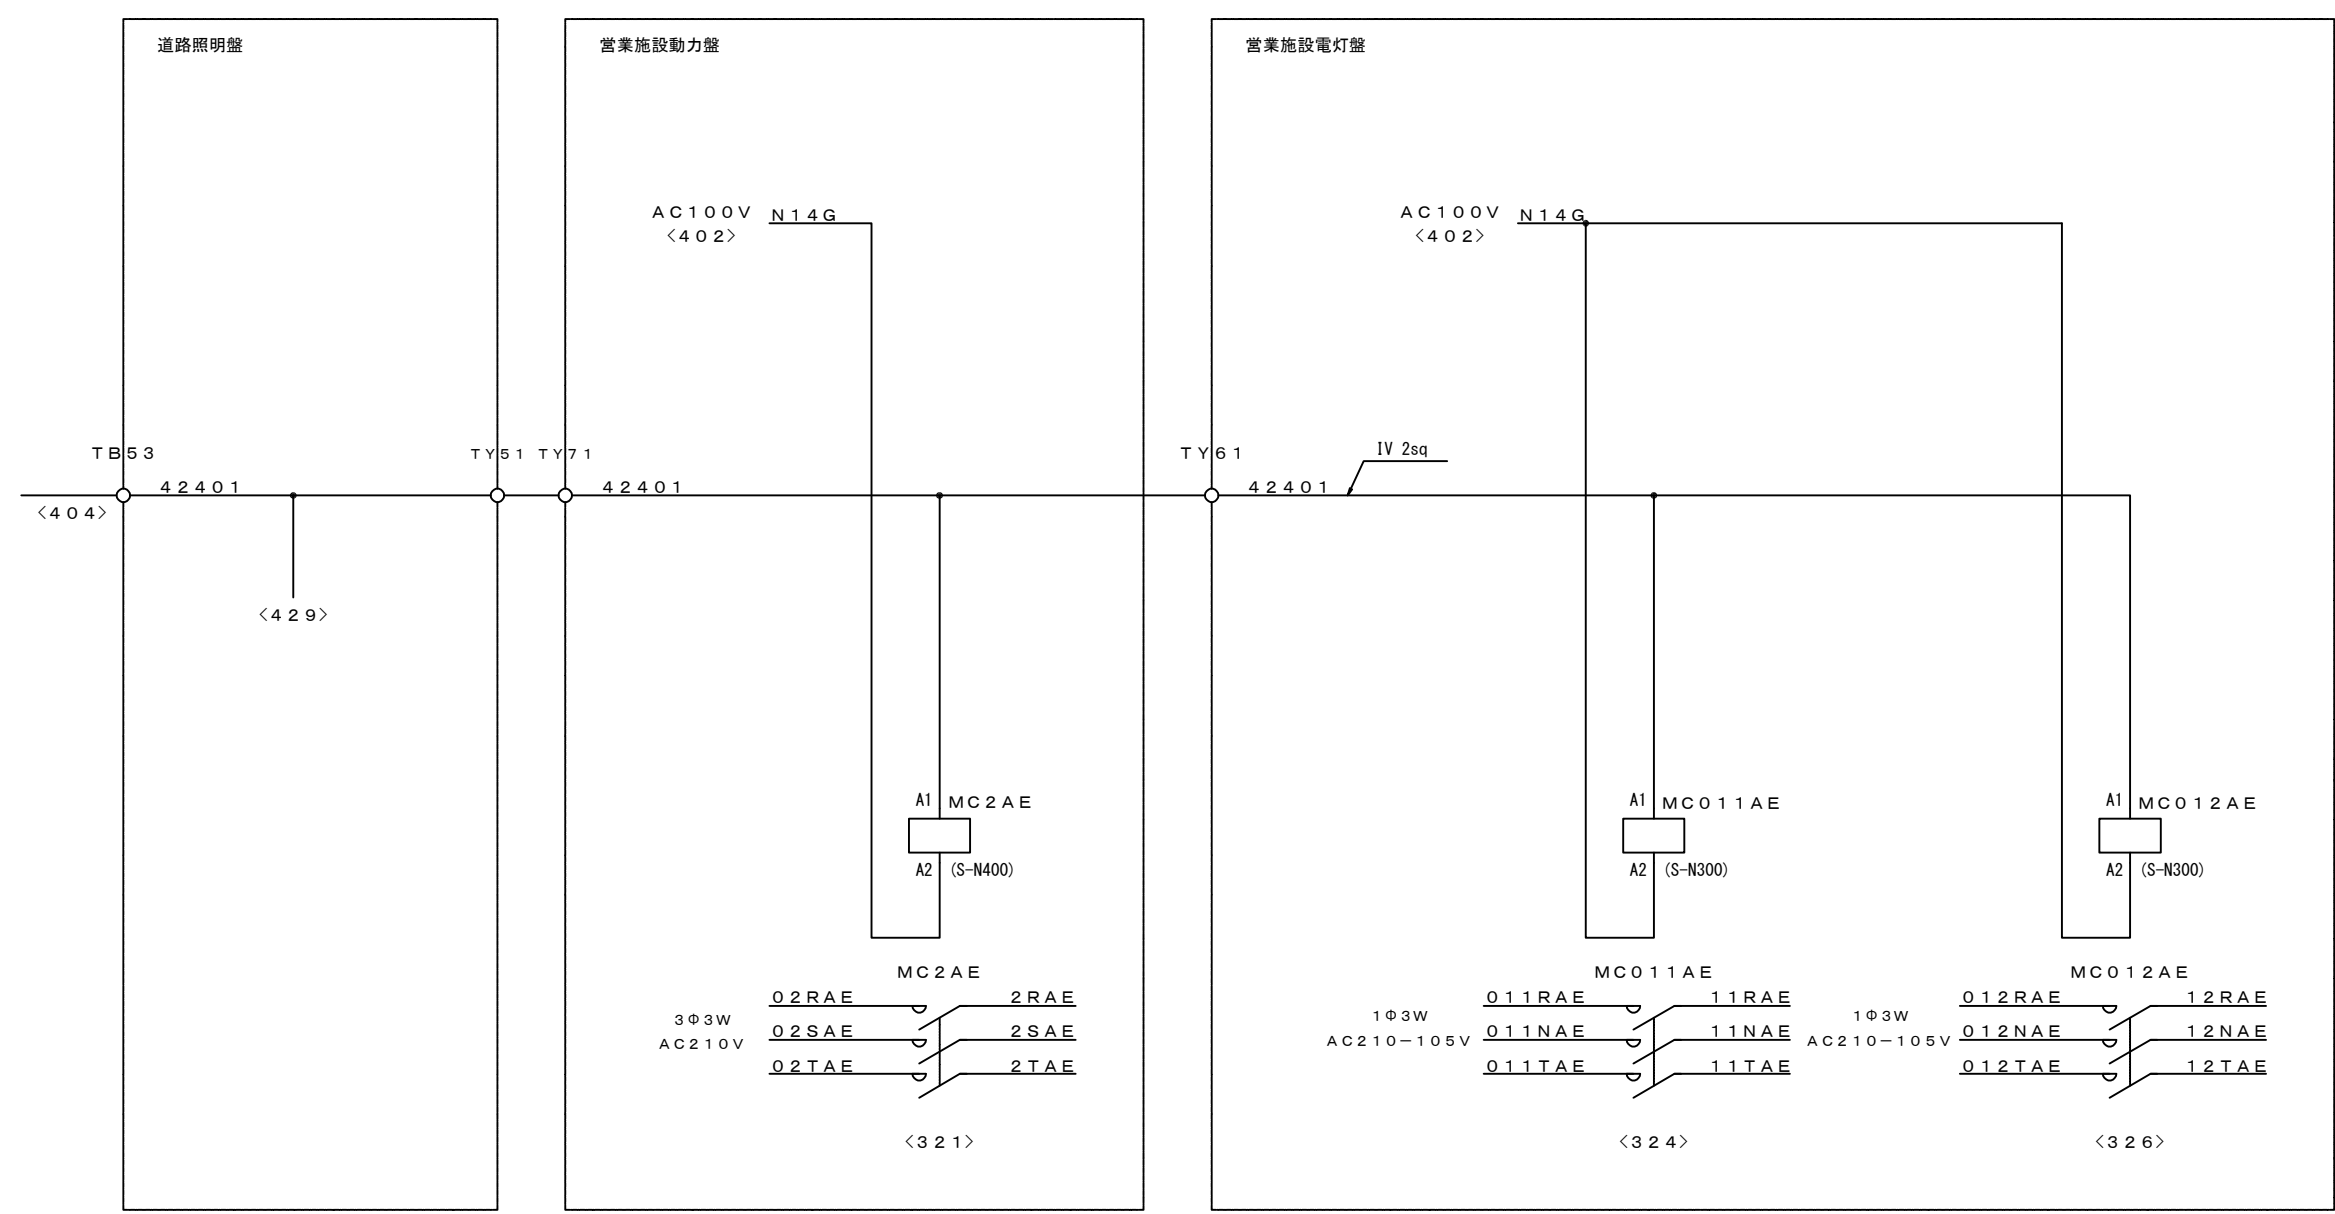 道路照明盤
営業施設動力盤
営業施設電灯盤
AC100V
N14G
<402>
AC100V
N14G
<402>
TB53
TY51
TY71
TY61
IV 2sq
42401
42401
42401
<404>
<429>
A1
MC2AE
A2
(S-N400)
A1
MC011AE
A2
(S-N300)
A1
MC012AE
A2
(S-N300)
MC2AE
02RAE
2RAE
3Φ3W
AC210V
02SAE
2SAE
02TAE
2TAE
<321>
MC011AE
011RAE
11RAE
1Φ3W
AC210-105V
011NAE
11NAE
011TAE
11TAE
<324>
MC012AE
012RAE
12RAE
1Φ3W
AC210-105V
012NAE
12NAE
012TAE
12TAE
<326>